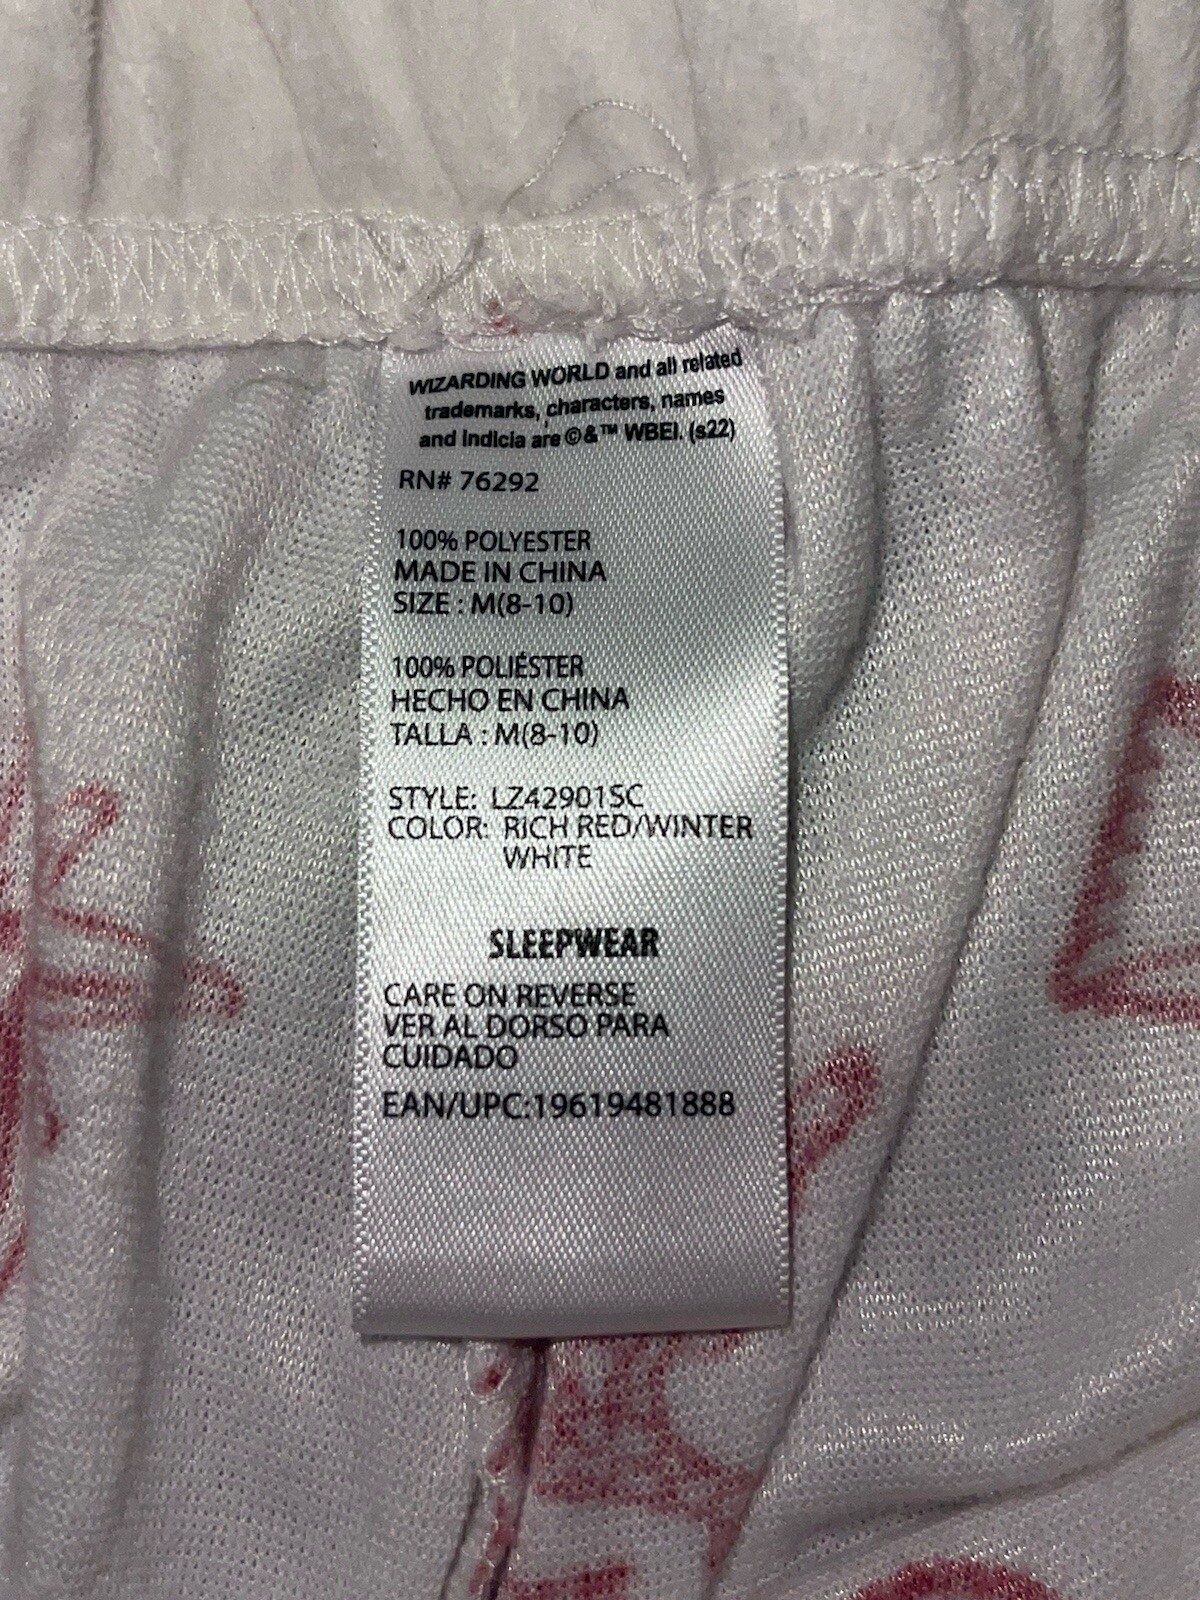 WIZARDING WORLD and all related
trademarks, characters, names
and Indicia are ©&™ WBEI. (s22)
RN# 76292
100% POLYESTER
MADE IN CHINA
SIZE : M(8-10)
100% POLIÉSTER
HECHO EN CHINA
TALLA : M(8-10)
STYLE: LZ42901SC
COLOR: RICH RED/WINTER
WHITE
SLEEPWEAR
CARE ON REVERSE
VER AL DORSO PARA
CUIDADO
EAN/UPC:19619481888